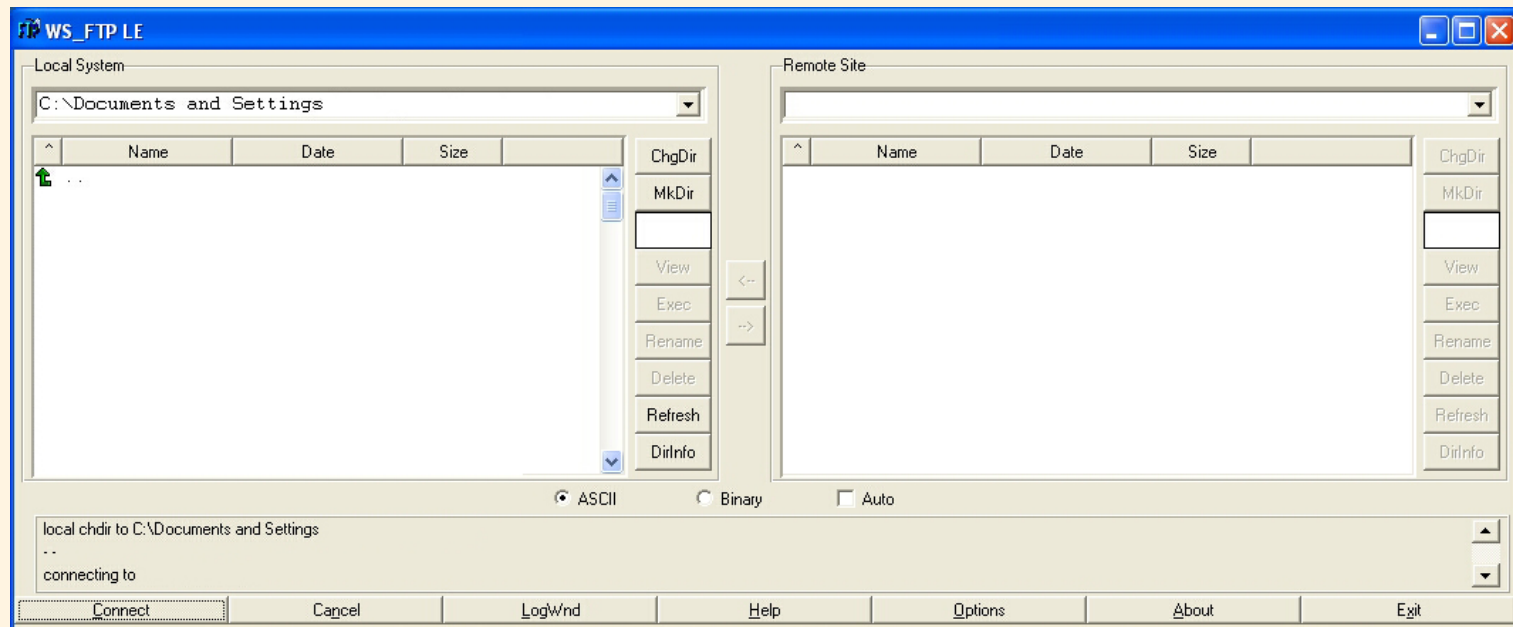 WS_FTP LE
Local System
C:\Documents and Settings
^ Name Date Size
..
ChgDir
MkDir
View
Exec
Rename
Delete
Refresh
DirInfo
<--
-->
Remote Site
^ Name Date Size
ChgDir
MkDir
View
Exec
Rename
Delete
Refresh
DirInfo
ASCII Binary Auto
local chdir to C:\Documents and Settings
- -
connecting to
Connect Cancel LogWnd Help Options About Exit